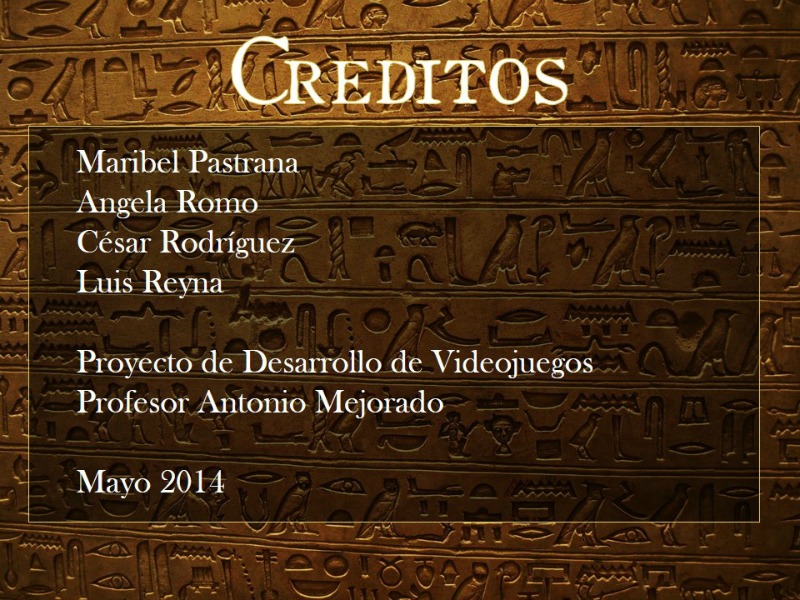 CREDITOS
Maribel Pastrana
Angela Romo
César Rodríguez
Luis Reyna
Proyecto de Desarrollo de Videojuegos
Profesor Antonio Mejorado
Mayo 2014